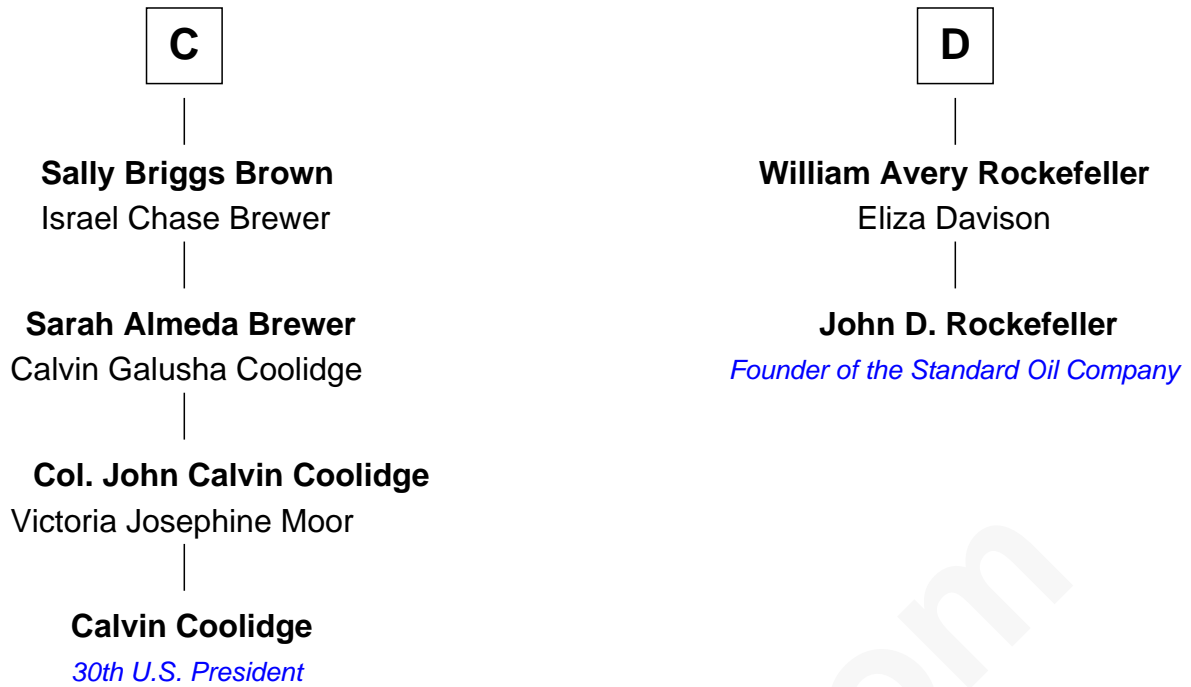 C
Sally Briggs Brown
Israel Chase Brewer
Sarah Almeda Brewer
Calvin Galusha Coolidge
Col. John Calvin Coolidge
Victoria Josephine Moor
Calvin Coolidge
30th U.S. President
D
William Avery Rockefeller
Eliza Davison
John D. Rockefeller
Founder of the Standard Oil Company
om